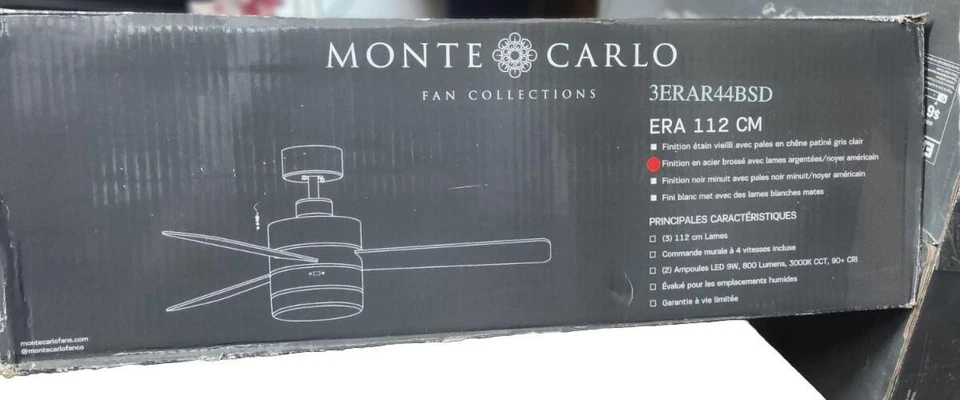 MONTE CARLO
FAN COLLECTIONS
3ERAR44BSD
ERA 112 CM
Finition étain vieilli avec pales en chêne patiné gris clair
Finition en acier brossé avec lames argentées/noyer américain
Finition noir minuit avec pales noir minuit/noyer américain
Fini blanc mat avec des lames blanches mates
PRINCIPALES CARACTÉRISTIQUES
(3) 112 cm Lames
Commande murale à 4 vitesses incluse
(2) Ampoules LED 9W, 800 Lumens, 3000K CCT, 90+ CRI
Évalué pour les emplacements humides
Garantie à vie limitée
montecarlofans.com
@montecarlofanco